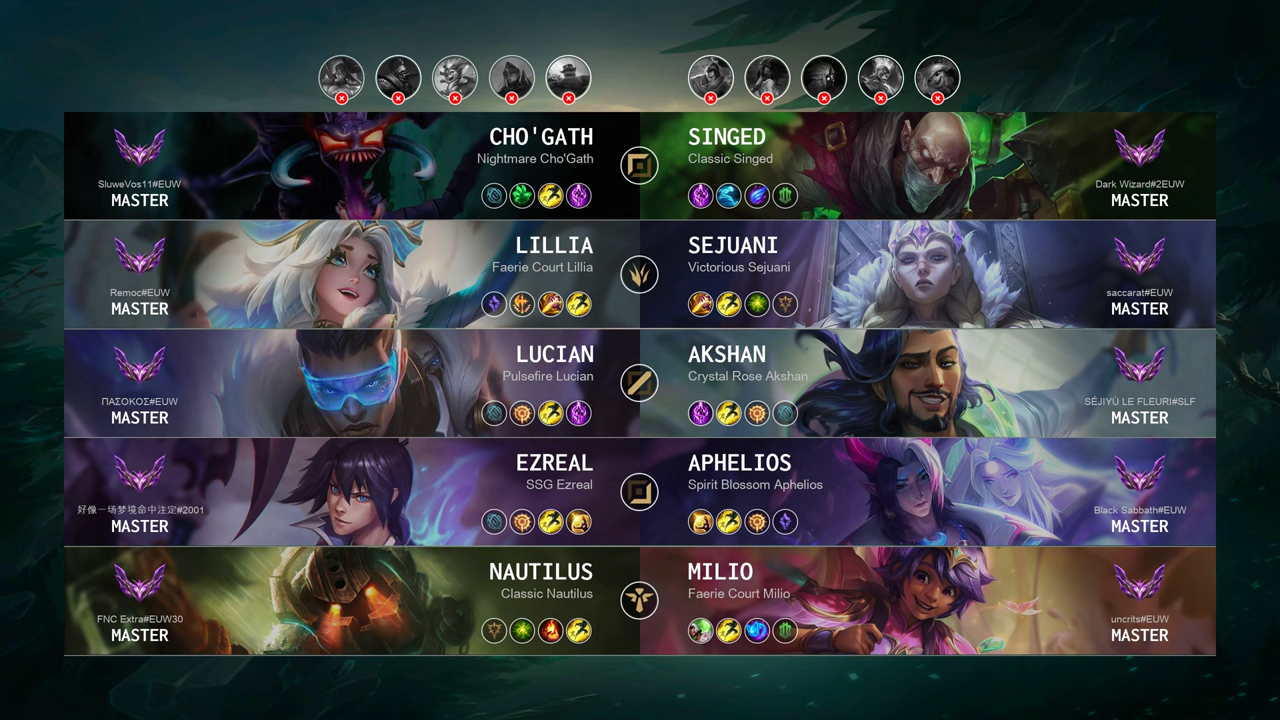 CHO'GATH
Nightmare Cho'Gath
SluweVos11#EUW
MASTER
SINGED
Classic Singed
Dark Wizard#2EUW
MASTER
LILLIA
Faerie Court Lillia
Remoc#EUW
MASTER
SEJUANI
Victorious Sejuani
saccarat#EUW
MASTER
LUCIAN
Pulsefire Lucian
ΠΑΣΟΚΟΣ#EUW
MASTER
AKSHAN
Crystal Rose Akshan
SÉJIYÙ LE FLEURI#SLF
MASTER
EZREAL
SSG Ezreal
好像一场梦境命中注定#2001
MASTER
APHELIOS
Spirit Blossom Aphelios
Black Sabbath#EUW
MASTER
NAUTILUS
Classic Nautilus
FNC Extra#EUW30
MASTER
MILIO
Faerie Court Milio
uncrits#EUW
MASTER